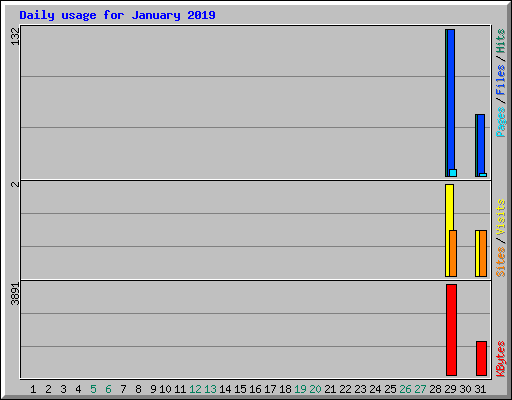 Daily usage for January 2019
132
2
3891
Pages / Files / Hits
Sites / Visits
KBytes
1 2 3 4 5 6 7 8 9 10 11 12 13 14 15 16 17 18 19 20 21 22 23 24 25 26 27 28 29 30 31